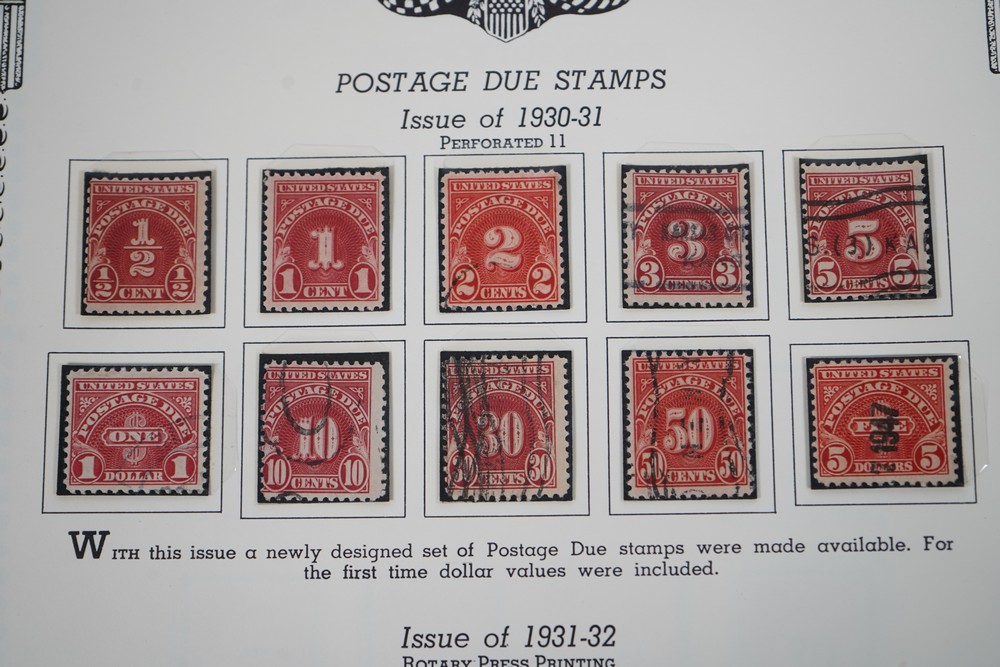 POSTAGE DUE STAMPS
Issue of 1930-31
PERFORATED 11
UNITED STATES
POSTAGE DUE
1/2
1/2 CENT 1/2
UNITED STATES
POSTAGE DUE
1
1 CENT 1
UNITED STATES
POSTAGE DUE
2
2 CENTS 2
UNITED STATES
POSTAGE DUE
3
3 CENTS 3
UNITED STATES
POSTAGE DUE
5
(3) KA
5 CENTS 5
UNITED STATES
POSTAGE DUE
ONE
1 DOLLAR 1
UNITED STATES
POSTAGE DUE
10
10 CENTS 10
UNITED STATES
POSTAGE DUE
30
30 CENTS 30
UNITED STATES
POSTAGE DUE
50
50 CENTS 50
UNITED STATES
POSTAGE DUE
FIVE
1947
5 DOLLARS 5
WITH this issue a newly designed set of Postage Due stamps were made available. For
the first time dollar values were included.
Issue of 1931-32
ROTARY PRESS PRINTING